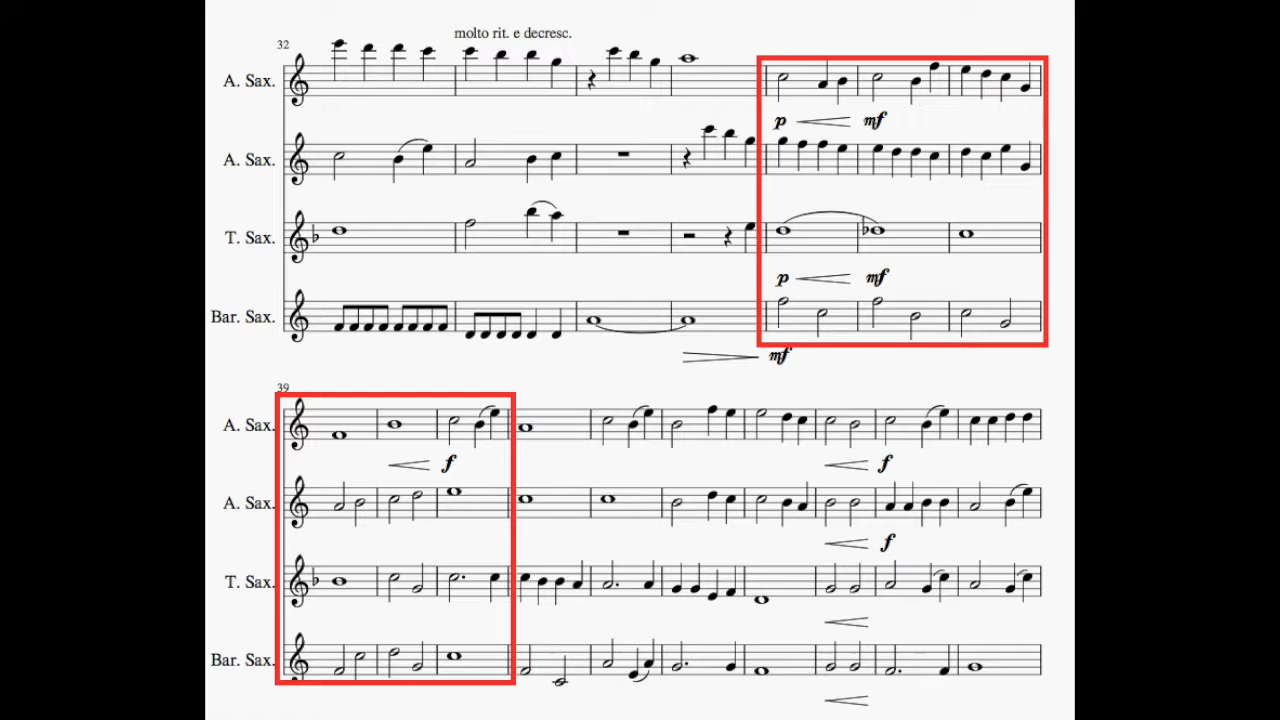 32
molto rit. e decresc.
A. Sax.
p mf
A. Sax.
T. Sax.
p mf
Bar. Sax.
mf
39
A. Sax.
f f
A. Sax.
f
T. Sax.
Bar. Sax.